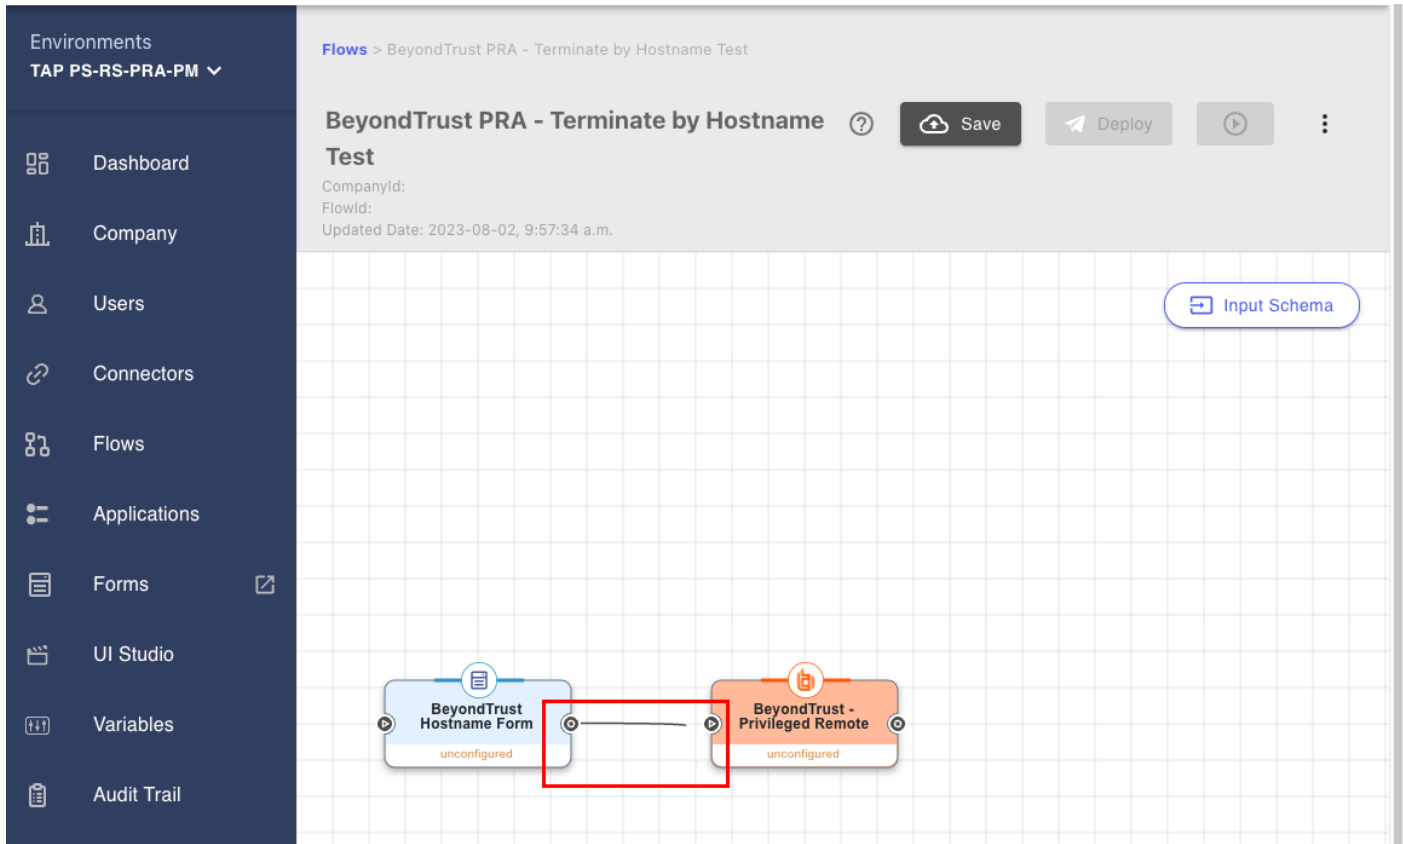 Environments
TAP PS-RS-PRA-PM
Dashboard
Company
Users
Connectors
Flows
Applications
Forms
UI Studio
Variables
Audit Trail
Flows > BeyondTrust PRA - Terminate by Hostname Test
BeyondTrust PRA - Terminate by Hostname
Test
Save
Deploy
CompanyId:
FlowId:
Updated Date: 2023-08-02, 9:57:34 a.m.
Input Schema
BeyondTrust
Hostname Form
unconfigured
BeyondTrust -
Privileged Remote
unconfigured